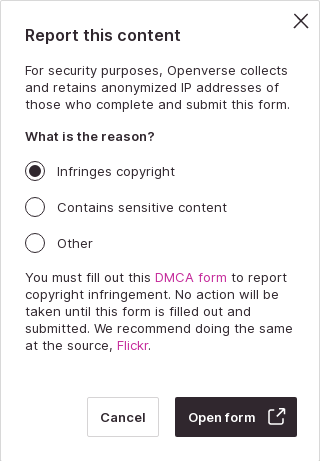 Report this content
For security purposes, Openverse collects
and retains anonymized IP addresses of
those who complete and submit this form.
What is the reason?
Infringes copyright
Contains sensitive content
Other
You must fill out this DMCA form to report
copyright infringement. No action will be
taken until this form is filled out and
submitted. We recommend doing the same
at the source, Flickr.
Cancel
Open form